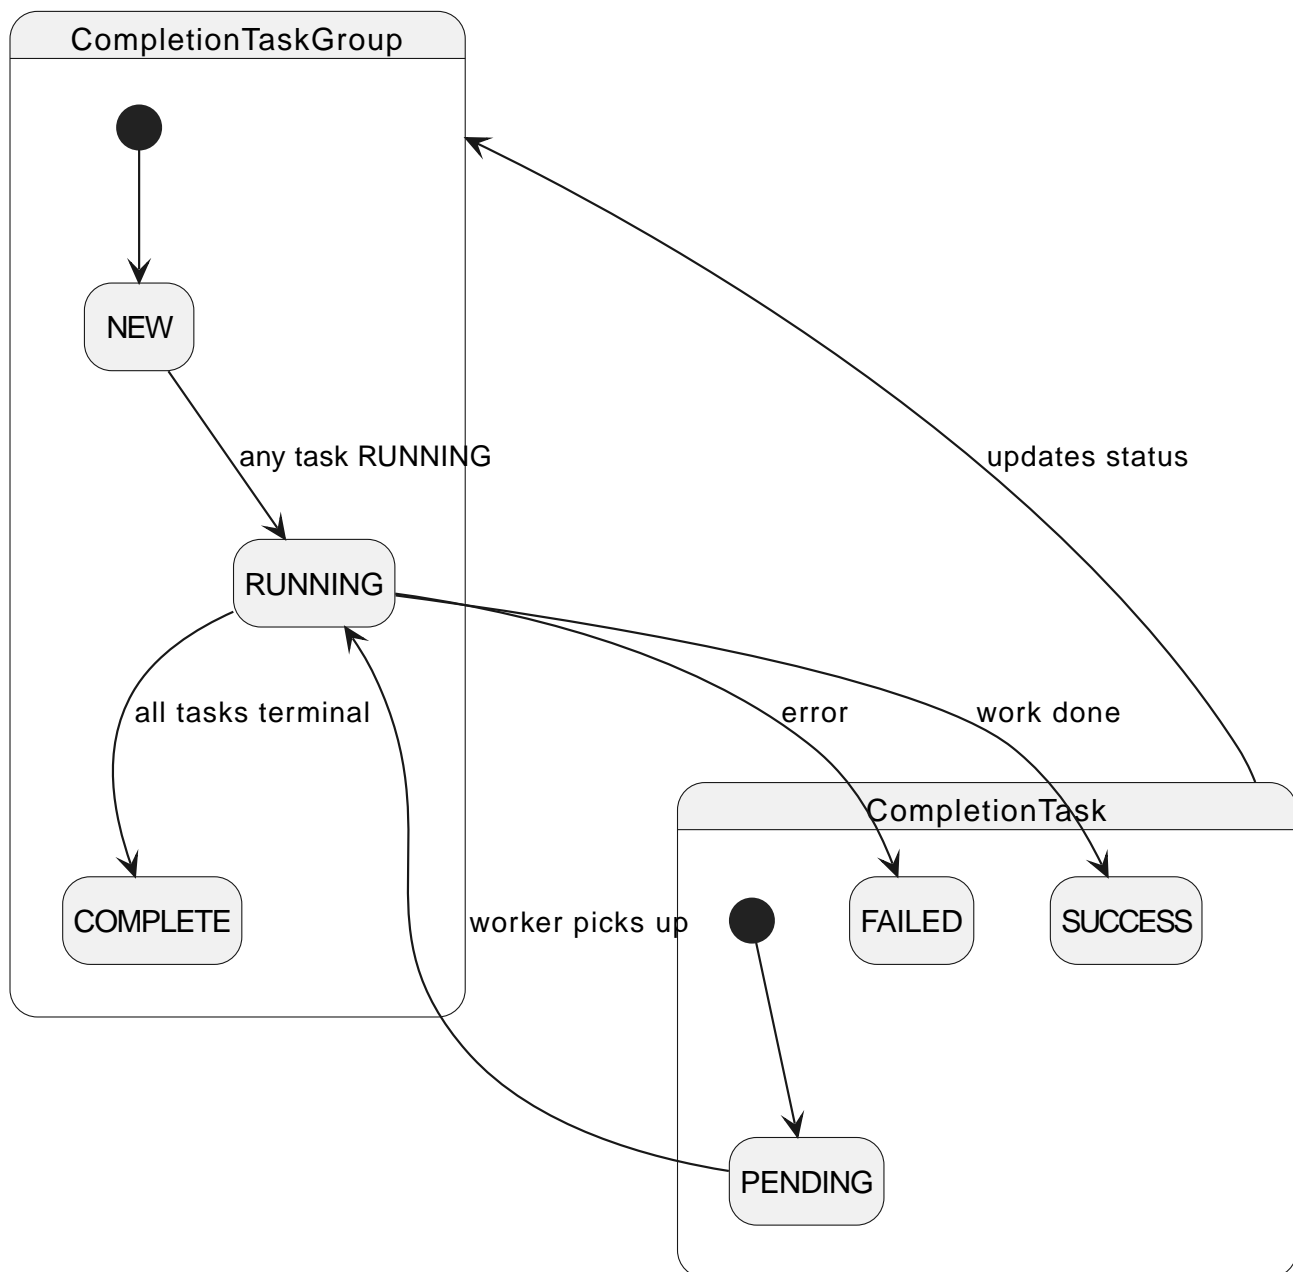 CompletionTaskGroup
NEW
any task RUNNING
updates status
RUNNING
all tasks terminal
error
work done
CompletionTask
COMPLETE
worker picks up
FAILED
SUCCESS
PENDING